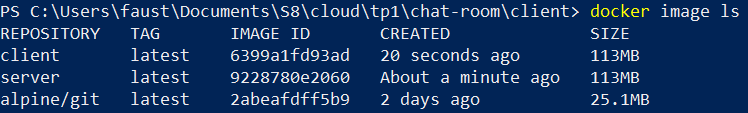 PS C:\Users\faust\Documents\S8\cloud\tp1\chat-room\client> docker image ls
REPOSITORY TAG IMAGE ID CREATED SIZE
client latest 6399a1fd93ad 20 seconds ago 113MB
server latest 9228780e2060 About a minute ago 113MB
alpine/git latest 2abeafdff5b9 2 days ago 25.1MB